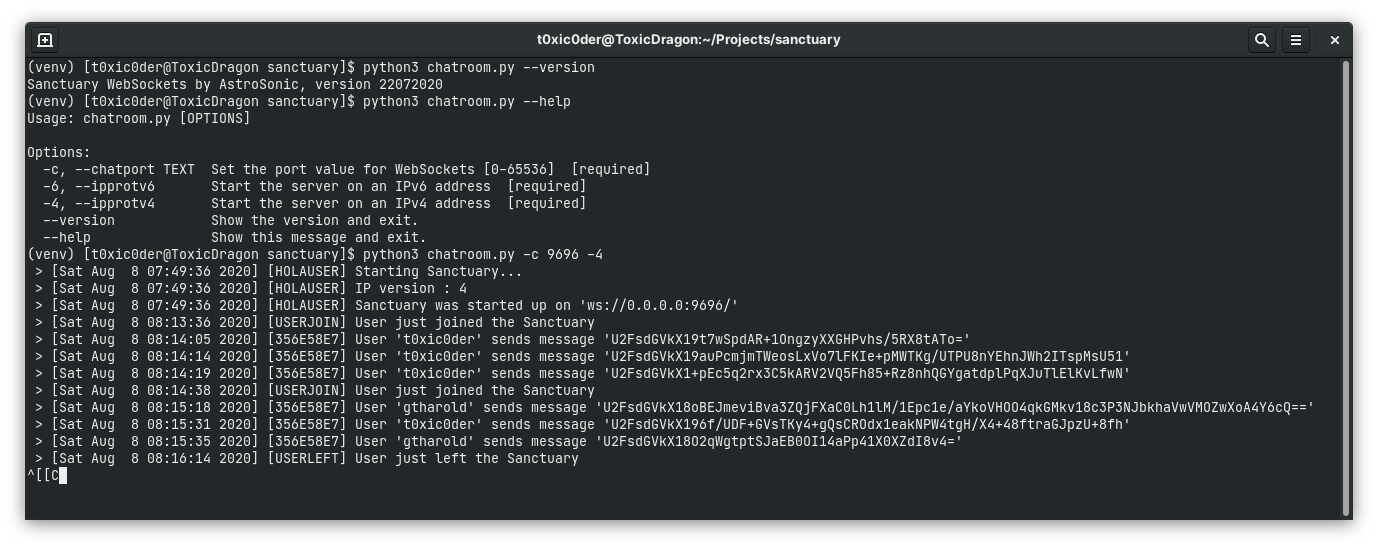 t0xic0der@ToxicDragon:~/Projects/sanctuary
(venv) [t0xic0der@ToxicDragon sanctuary]$ python3 chatroom.py --version
Sanctuary WebSockets by AstroSonic, version 22072020
(venv) [t0xic0der@ToxicDragon sanctuary]$ python3 chatroom.py --help
Usage: chatroom.py [OPTIONS]
Options:
-c, --chatport TEXT  Set the port value for WebSockets [0-65536]  [required]
-6, --ipprotv6       Start the server on an IPv6 address  [required]
-4, --ipprotv4       Start the server on an IPv4 address  [required]
--version            Show the version and exit.
--help               Show this message and exit.
(venv) [t0xic0der@ToxicDragon sanctuary]$ python3 chatroom.py -c 9696 -4
> [Sat Aug  8 07:49:36 2020] [HOLAUSER] Starting Sanctuary...
> [Sat Aug  8 07:49:36 2020] [HOLAUSER] IP version : 4
> [Sat Aug  8 07:49:36 2020] [HOLAUSER] Sanctuary was started up on 'ws://0.0.0.0:9696/'
> [Sat Aug  8 08:13:36 2020] [USERJOIN] User just joined the Sanctuary
> [Sat Aug  8 08:14:05 2020] [356E58E7] User 't0xic0der' sends message 'U2FsdGVkX19t7wSpdAR+1OngzyXXGHPvhs/5RX8tATo='
> [Sat Aug  8 08:14:14 2020] [356E58E7] User 't0xic0der' sends message 'U2FsdGVkX19auPcmjmTWeosLxVo7lFKIe+pMWTKg/UTPU8nYEhnJWh2ITspMsU51'
> [Sat Aug  8 08:14:19 2020] [356E58E7] User 't0xic0der' sends message 'U2FsdGVkX1+pEc5q2rx3C5kARV2VQ5Fh85+Rz8nhQGYgatdplPqXJuTlElKvLfwN'
> [Sat Aug  8 08:14:38 2020] [USERJOIN] User just joined the Sanctuary
> [Sat Aug  8 08:15:18 2020] [356E58E7] User 'gtharold' sends message 'U2FsdGVkX18oBEJmeviBva3ZQjFXaC0Lh1lM/1Epc1e/aYkoVHOO4qkGMkv18c3P3NJbkhaVwVMOZwXoA4Y6cQ=='
> [Sat Aug  8 08:15:31 2020] [356E58E7] User 't0xic0der' sends message 'U2FsdGVkX196f/UDF+GVsTKy4+gQsCROdx1eakNPW4tgH/X4+48ftraGJpzU+8fh'
> [Sat Aug  8 08:15:35 2020] [356E58E7] User 'gtharold' sends message 'U2FsdGVkX18O2qWgtptSJaEB0OI14aPp41X0XZdI8v4='
> [Sat Aug  8 08:16:14 2020] [USERLEFT] User just left the Sanctuary
^[[C